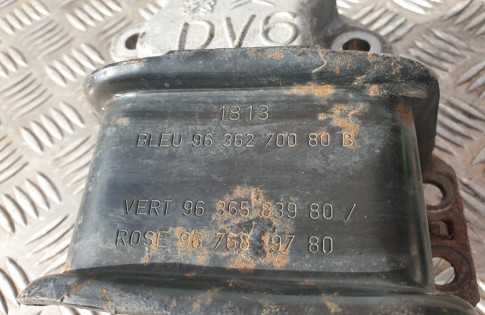 DV6
1813
BLEU 96 362 700 80 B
VERT 96 365 839 80 /
ROSE 96 768 197 80